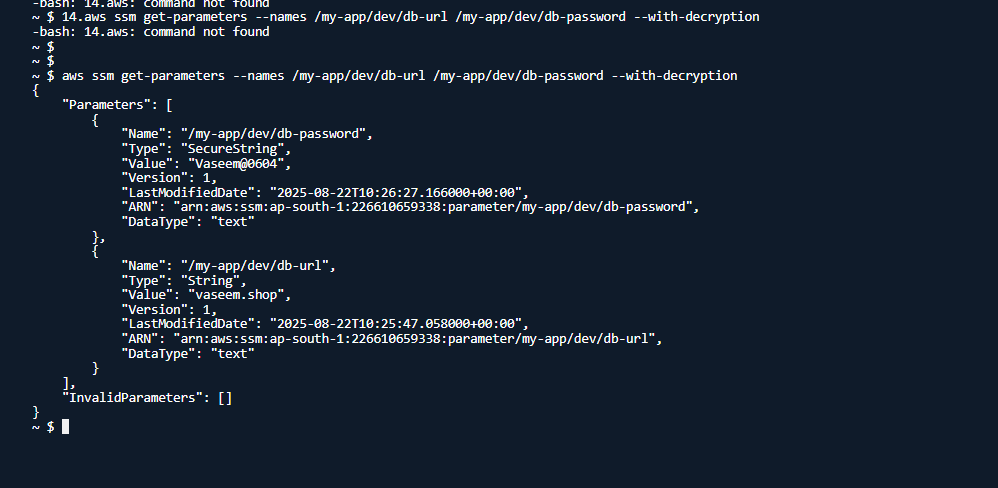 -bash: 14.aws: command not found
~ $ 14.aws ssm get-parameters --names /my-app/dev/db-url /my-app/dev/db-password --with-decryption
-bash: 14.aws: command not found
~ $
~ $
~ $ aws ssm get-parameters --names /my-app/dev/db-url /my-app/dev/db-password --with-decryption
{
    "Parameters": [
        {
            "Name": "/my-app/dev/db-password",
            "Type": "SecureString",
            "Value": "Vaseem@0604",
            "Version": 1,
            "LastModifiedDate": "2025-08-22T10:26:27.166000+00:00",
            "ARN": "arn:aws:ssm:ap-south-1:226610659338:parameter/my-app/dev/db-password",
            "DataType": "text"
        },
        {
            "Name": "/my-app/dev/db-url",
            "Type": "String",
            "Value": "vaseem.shop",
            "Version": 1,
            "LastModifiedDate": "2025-08-22T10:25:47.058000+00:00",
            "ARN": "arn:aws:ssm:ap-south-1:226610659338:parameter/my-app/dev/db-url",
            "DataType": "text"
        }
    ],
    "InvalidParameters": []
}
~ $